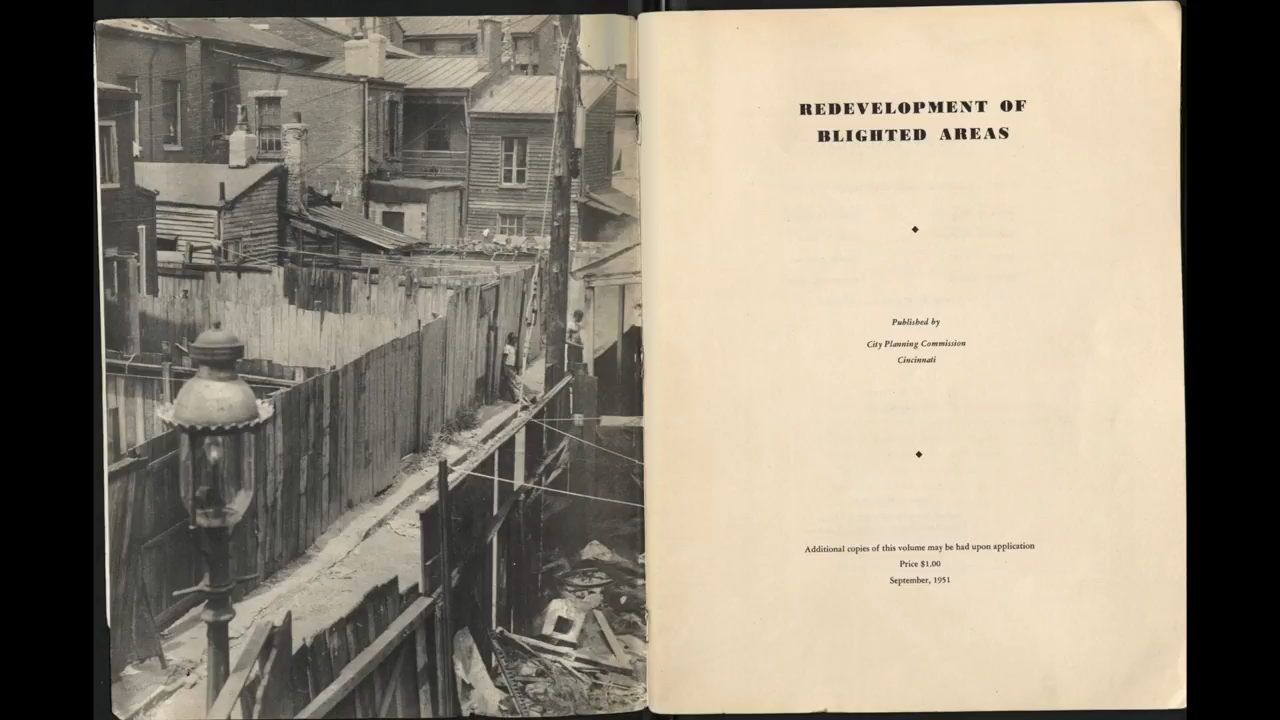 REDEVELOPMENT OF
BLIGHTED AREAS
Published by
City Planning Commission
Cincinnati
Additional copies of this volume may be had upon application
Price $1.00
September, 1951